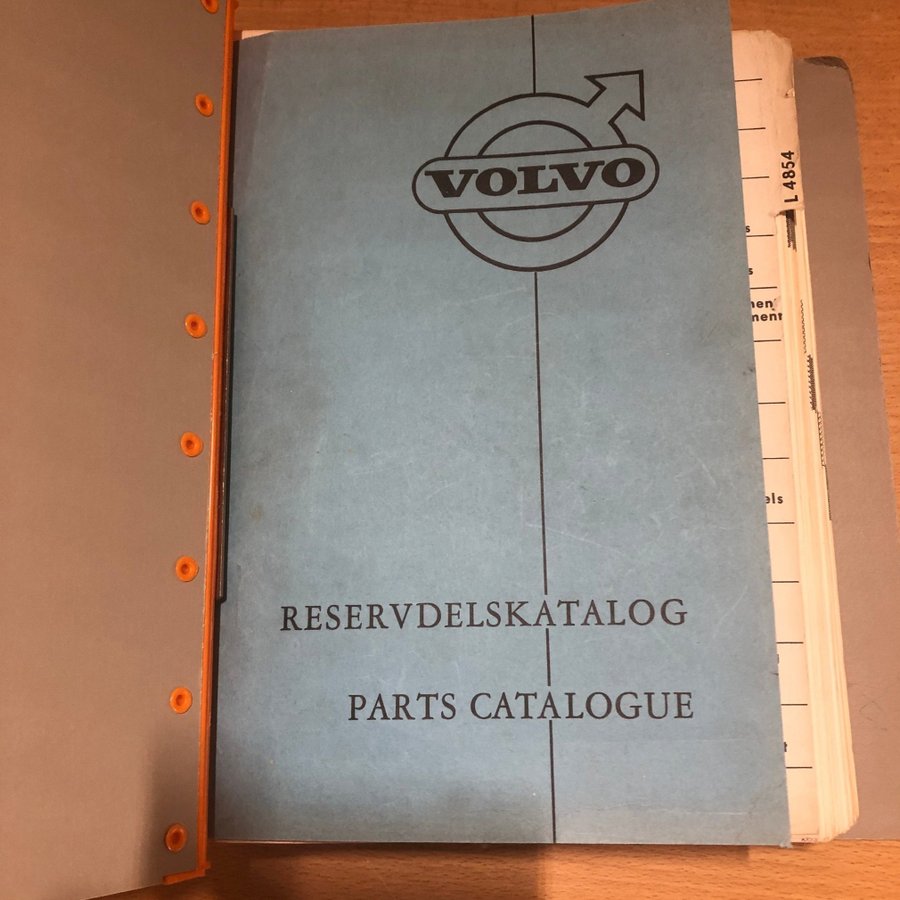 VOLVO
RESERVDELSKATALOG
PARTS CATALOGUE
L 4854